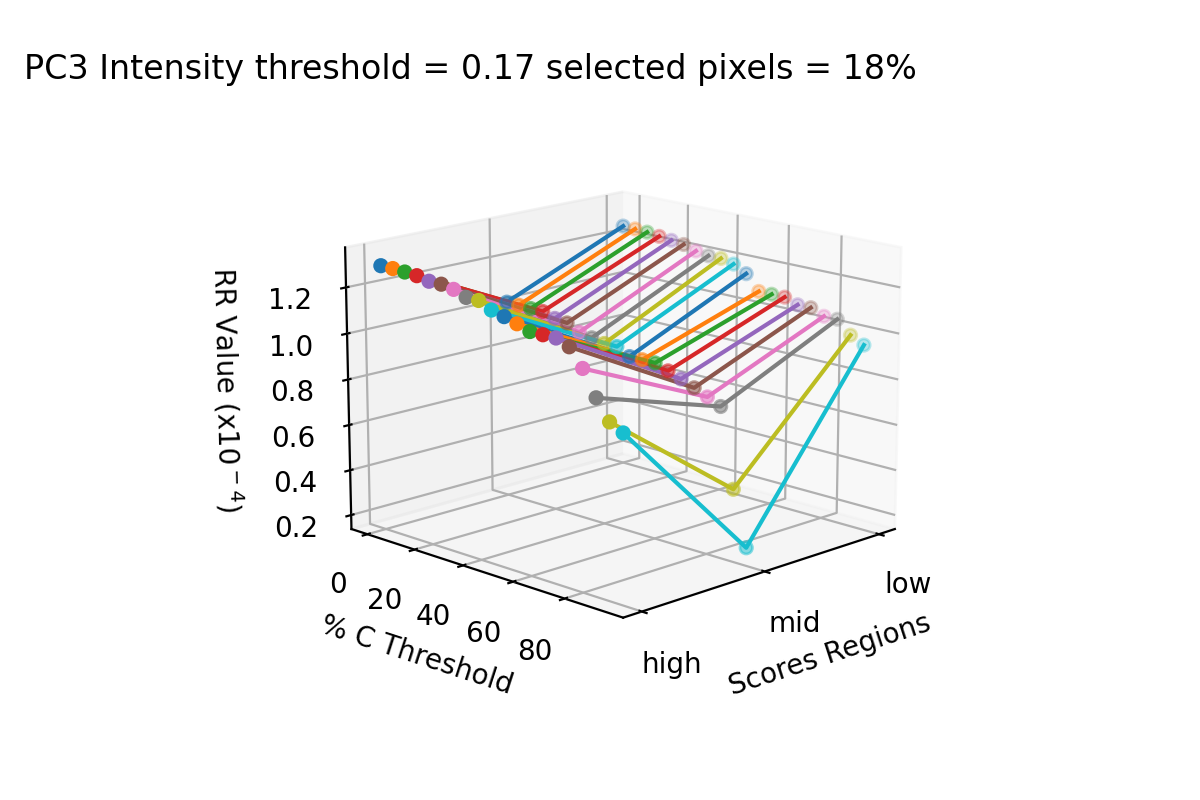 PC3 Intensity threshold = 0.17 selected pixels = 18%
RR Value (x10⁻⁴)
1.2
1.0
0.8
0.6
0.4
0.2
0
20
40
60
80
% C Threshold
high
mid
low
Scores Regions